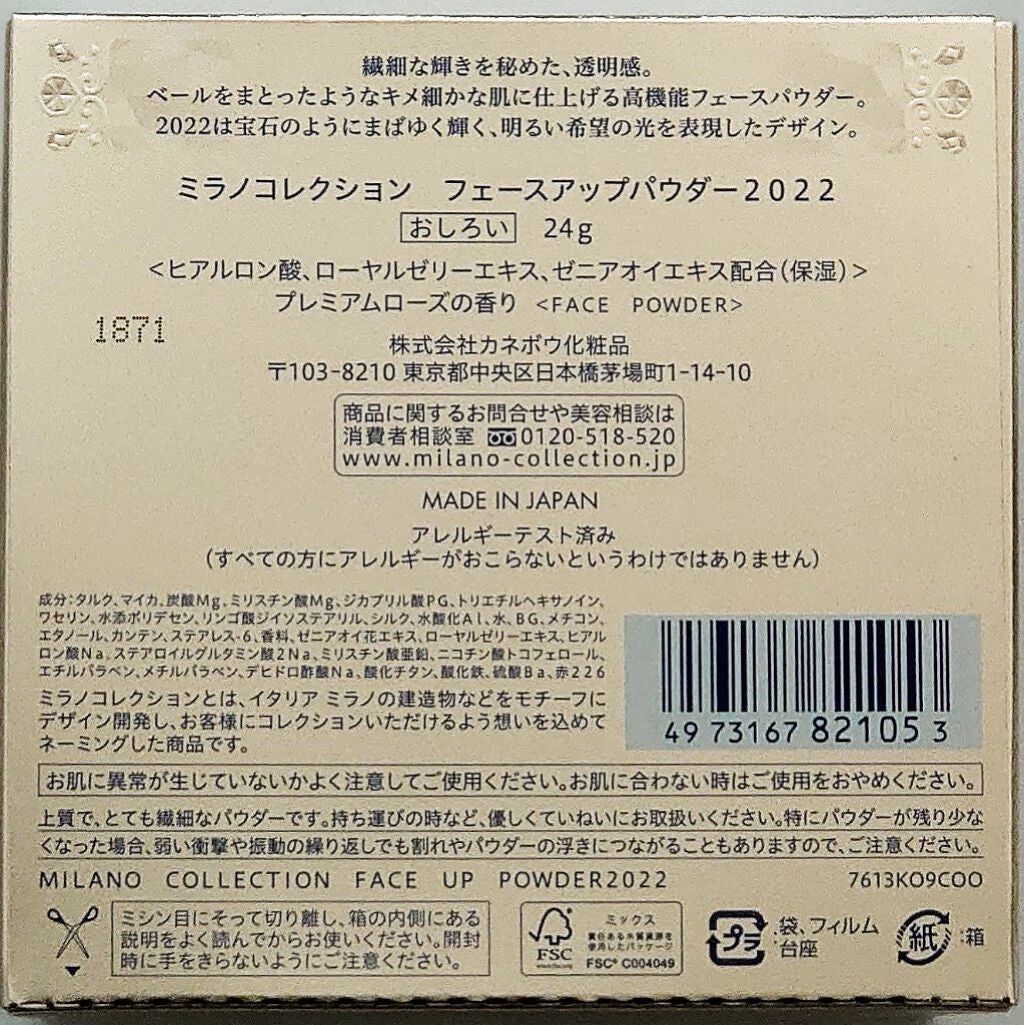 繊細な輝きを秘めた、透明感。
ベールをまとったようなキメ細かな肌に仕上げる高機能フェースパウダー。
2022は宝石のようにまばゆく輝く、明るい希望の光を表現したデザイン。
ミラノコレクション　フェースアップパウダー２０２２
おしろい　24g
<ヒアルロン酸、ローヤルゼリーエキス、ゼニアオイエキス配合（保湿）>
プレミアムローズの香り <FACE POWDER>
1871
株式会社カネボウ化粧品
〒103-8210 東京都中央区日本橋茅場町1-14-10
商品に関するお問合せや美容相談は
消費者相談室 0120-518-520
www.milano-collection.jp
MADE IN JAPAN
アレルギーテスト済み
（すべての方にアレルギーがおこらないというわけではありません）
成分：タルク、マイカ、炭酸Mg、ミリスチン酸Mg、ジカプリル酸PG、トリエチルヘキサノイン、
ワセリン、水添ポリデセン、リンゴ酸ジイソステアリル、シルク、水酸化Al、水、BG、メチコン、
エタノール、カンテン、ステアレス-6、香料、ゼニアオイ花エキス、ローヤルゼリーエキス、ヒアル
ロン酸Na、ステアロイルグルタミン酸2Na、ミリスチン酸亜鉛、ニコチン酸トコフェロール、
エチルパラベン、メチルパラベン、デヒドロ酢酸Na、酸化チタン、酸化鉄、硫酸Ba、赤226
ミラノコレクションとは、イタリア ミラノの建造物などをモチーフに
デザイン開発し、お客様にコレクションいただけるよう想いを込めて
ネーミングした商品です。
49 73167 82105 3
お肌に異常が生じていないかよく注意してご使用ください。お肌に合わない時はご使用をおやめください。
上質で、とても繊細なパウダーです。持ち運びの時など、優しくていねいにお取扱いください。特にパウダーが残り少な
くなった場合、弱い衝撃や振動の繰り返しでも割れやパウダーの浮きにつながることもありますので、ご注意ください。
MILANO COLLECTION FACE UP POWDER2022
7613KO9COO
ミシン目にそって切り離し、箱の内側にある
説明をよく読んでからお使いください。開封
時に手をきらないようにご注意ください。
FSC
ミックス
責任ある木質資源を
使用したパッケージ
FSC® C004049
プラ
:袋、フィルム
台座
紙 :箱